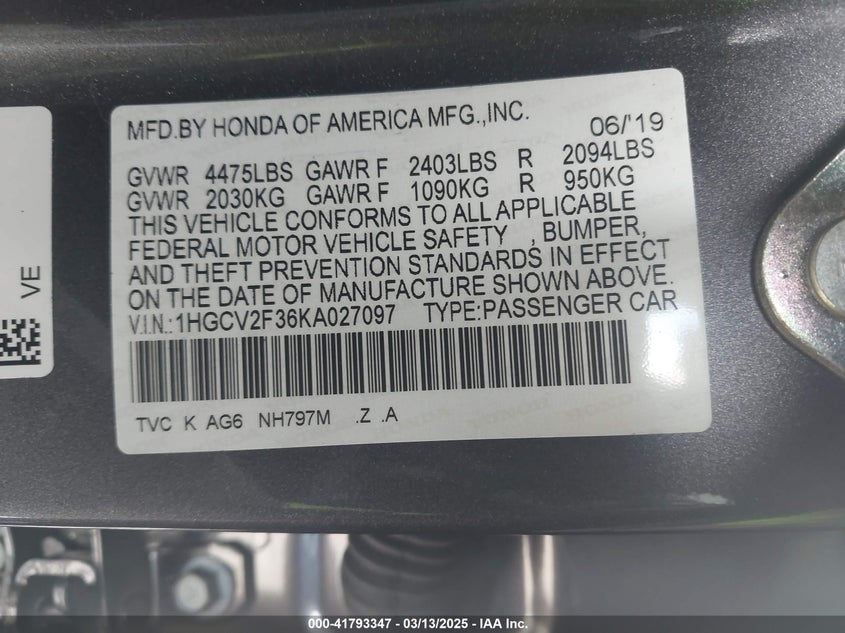 MFD.BY HONDA OF AMERICA MFG.,INC. 06/'19
GVWR 4475LBS GAWR F 2403LBS R 2094LBS
GVWR 2030KG GAWR F 1090KG R 950KG
THIS VEHICLE CONFORMS TO ALL APPLICABLE
FEDERAL MOTOR VEHICLE SAFETY , BUMPER,
AND THEFT PREVENTION STANDARDS IN EFFECT
ON THE DATE OF MANUFACTURE SHOWN ABOVE.
V.I.N.:1HGCV2F36KA027097 TYPE:PASSENGER CAR
TVC K AG6 NH797M .Z .A
VE
000-41793347 - 03/13/2025 - IAA Inc.